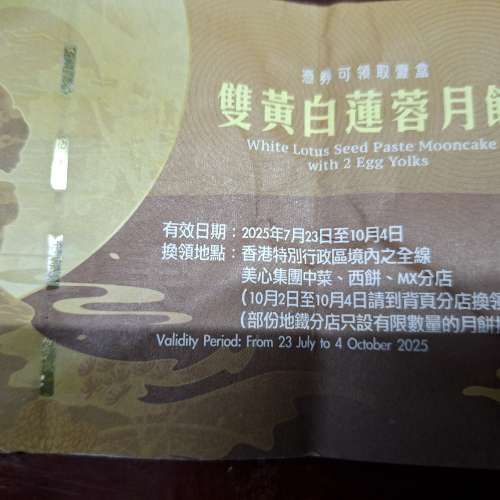 憑券可領取壹盒
雙黃白蓮蓉月餅
White Lotus Seed Paste Mooncake
with 2 Egg Yolks
有效日期：2025年7月23日至10月4日
換領地點：香港特別行政區境內之全線
美心集團中菜、西餅、MX分店
(10月2日至10月4日請到背頁分店換領
(部份地鐵分店只設有限數量的月餅
Validity Period: From 23 July to 4 October 2025